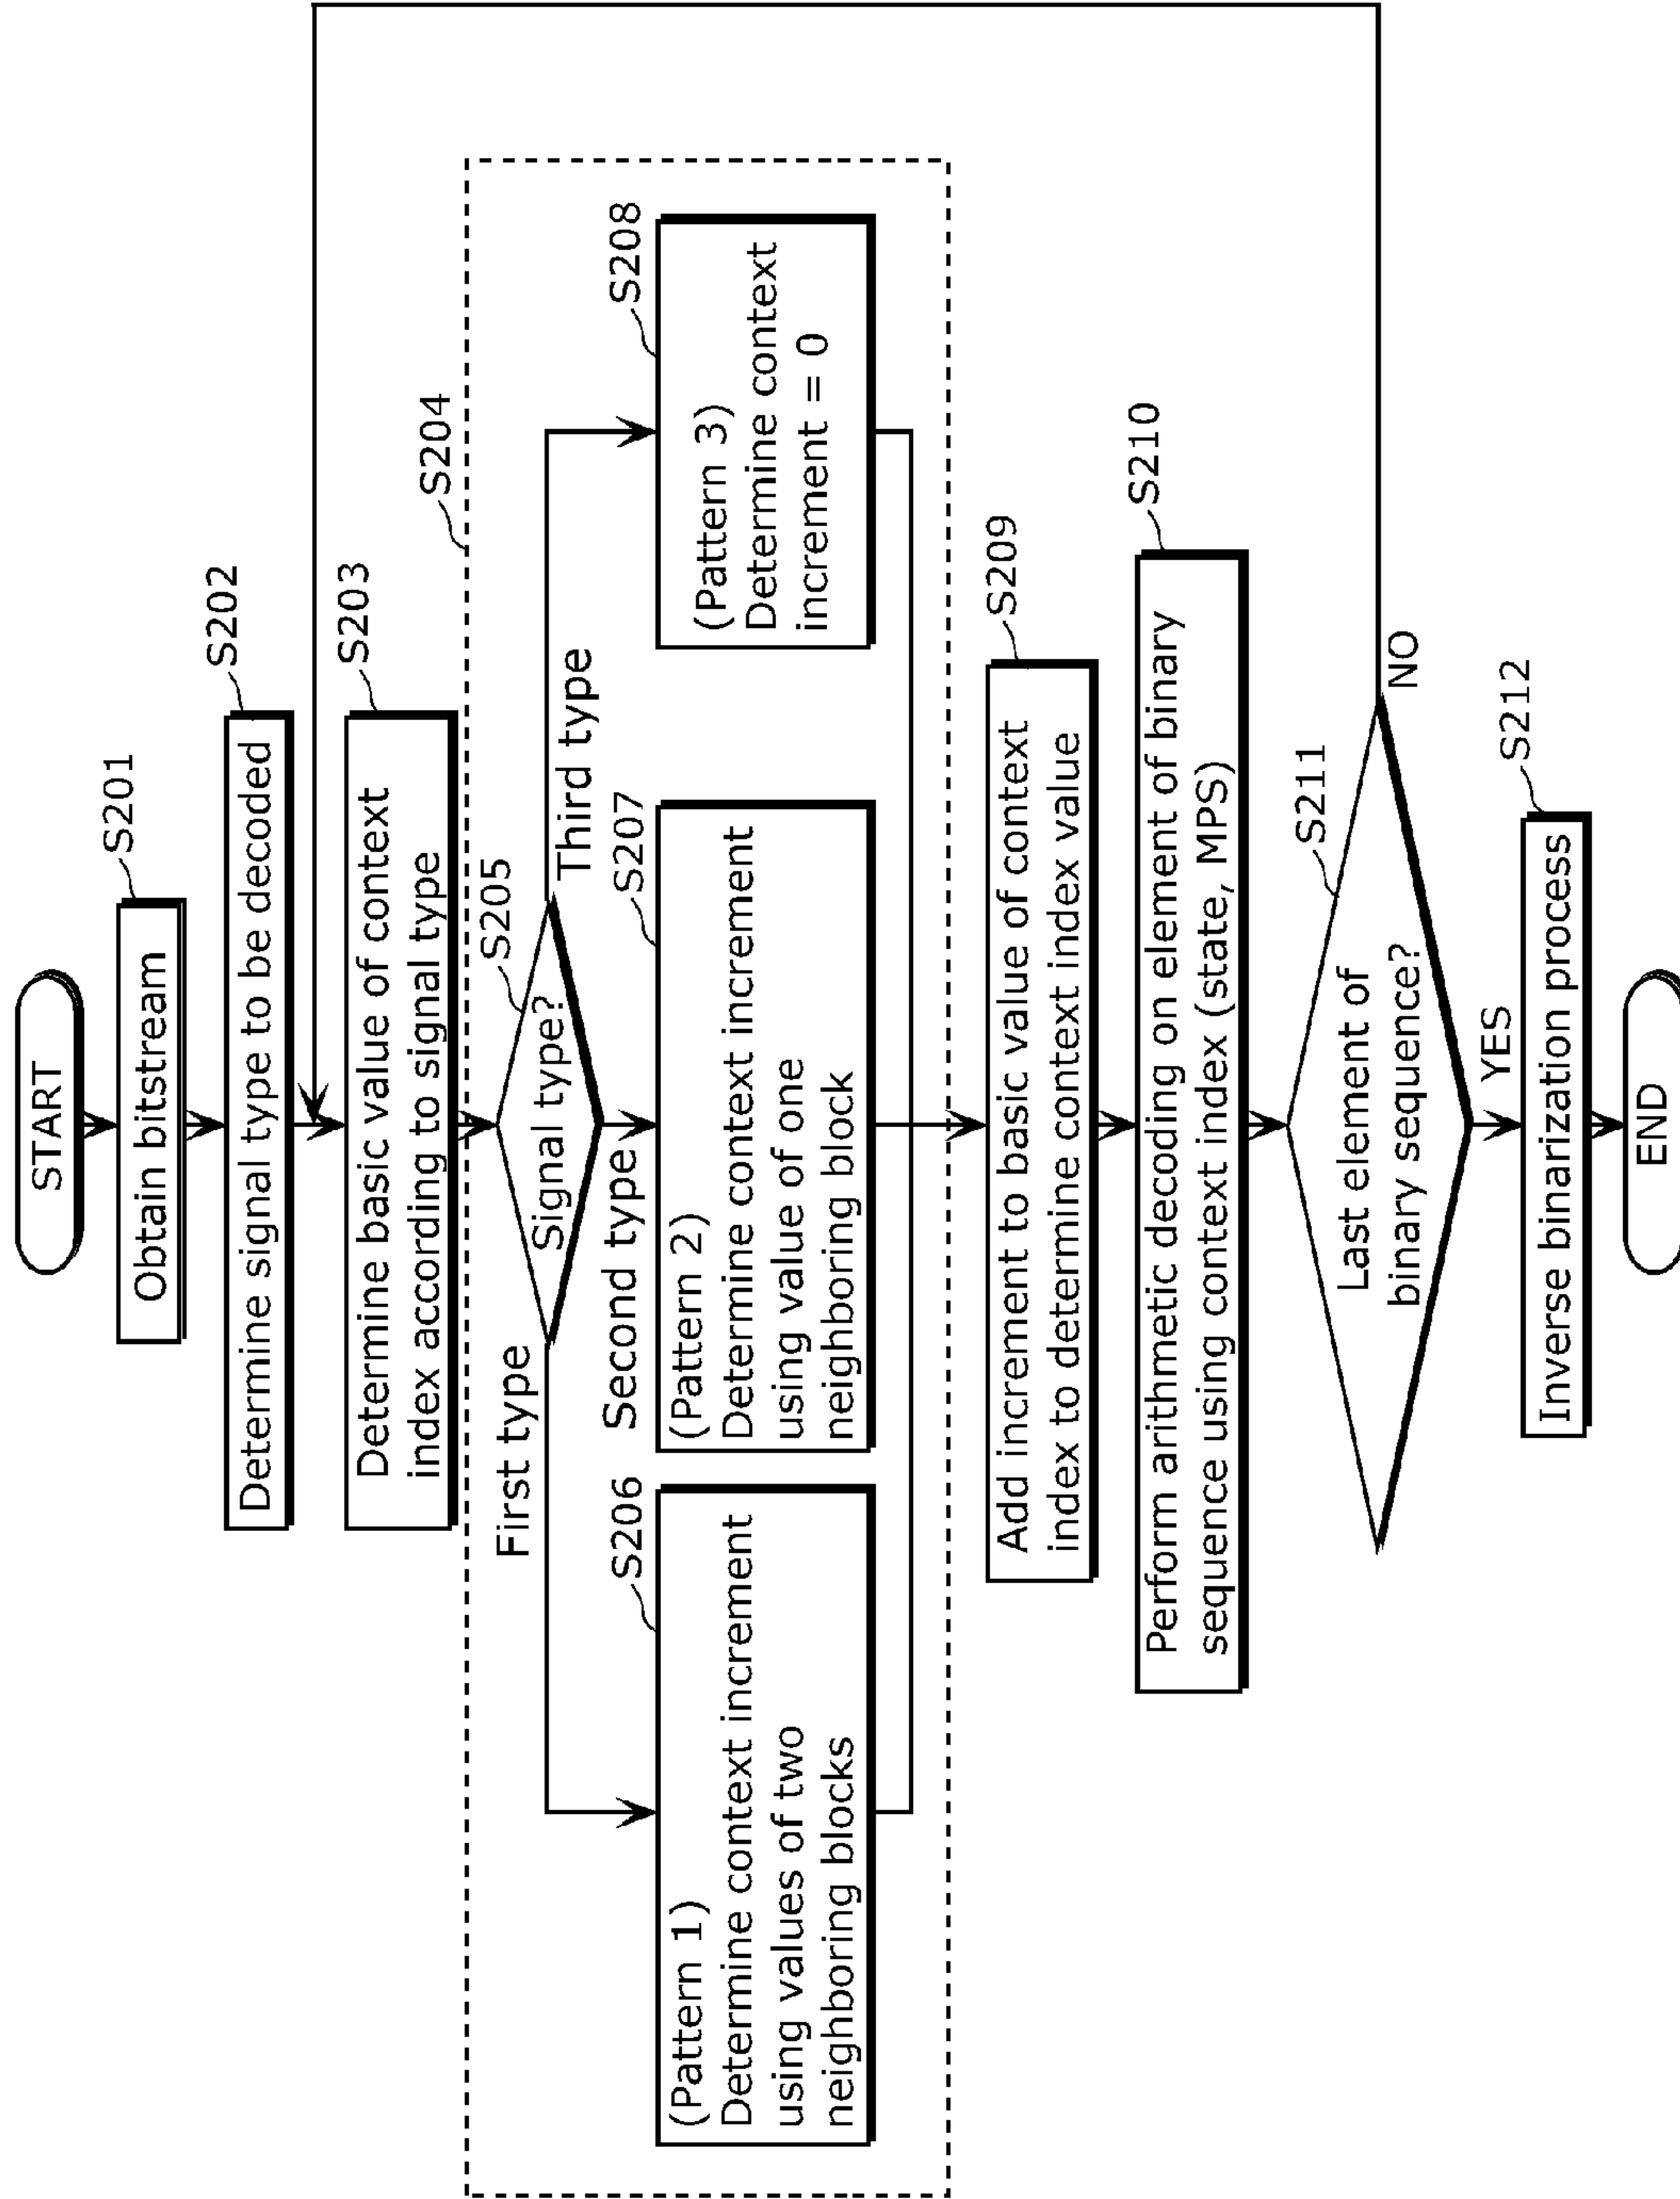 START
S201
Obtain bitstream
S202
Determine signal type to be decoded
S203
Determine basic value of context
index according to signal type
S204
S205
Signal type?
First type
Second type
Third type
S206
(Pattern 1)
Determine context increment
using values of two
neighboring blocks
S207
(Pattern 2)
Determine context increment
using value of one
neighboring block
S208
(Pattern 3)
Determine context
increment = 0
S209
Add increment to basic value of context
index to determine context index value
S210
Perform arithmetic decoding on element of binary
sequence using context index (state, MPS)
S211
Last element of
binary sequence?
NO
YES
S212
Inverse binarization process
END